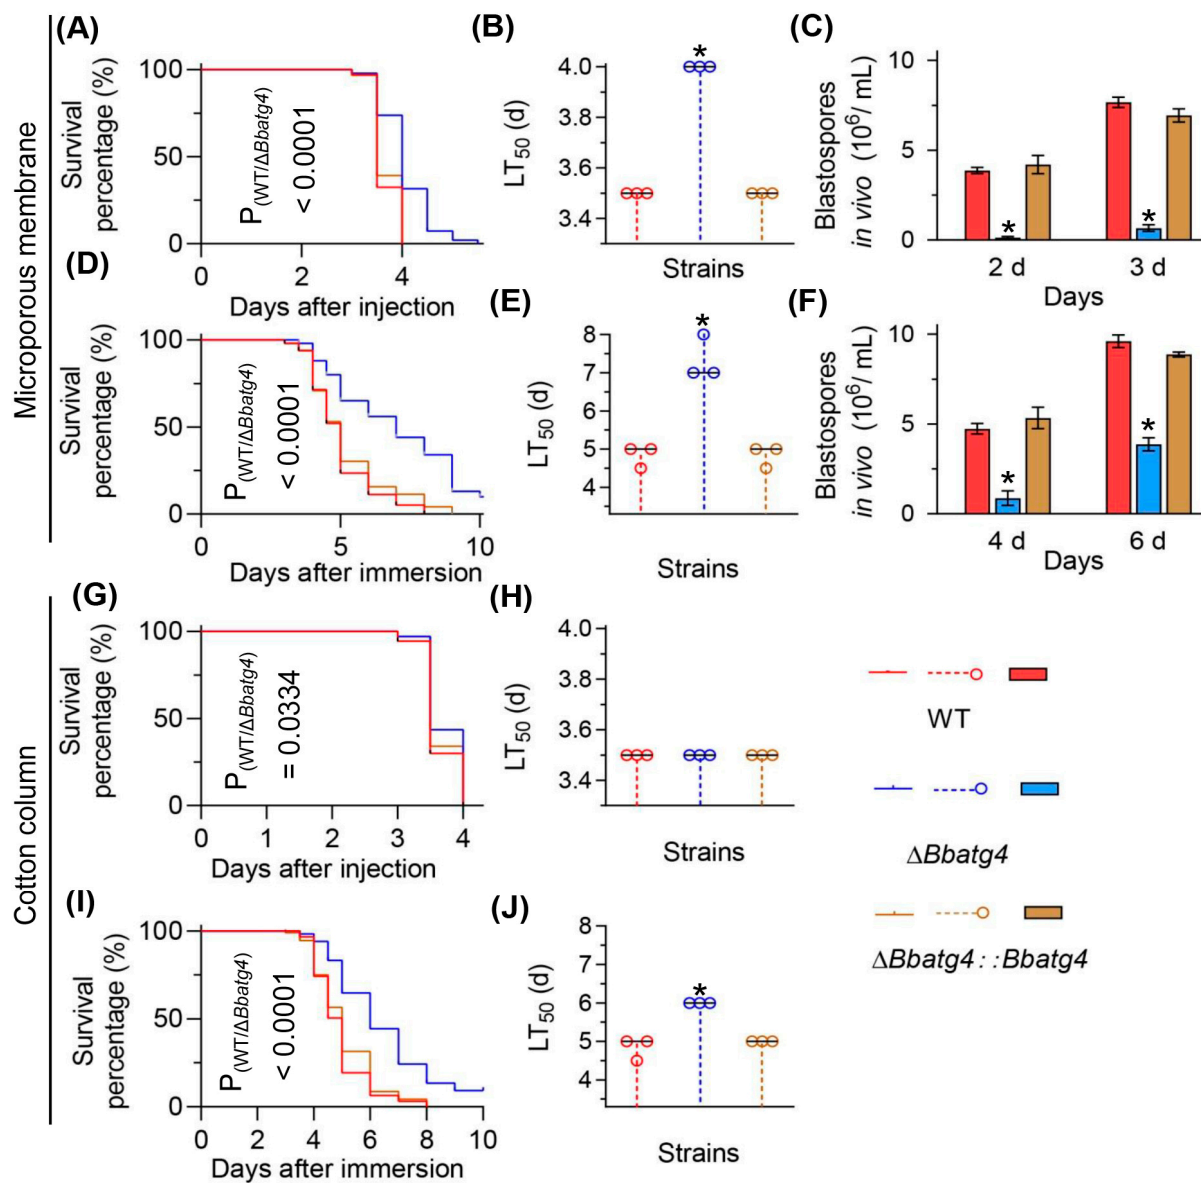 Microporous membrane
(A)
Survival
percentage (%)
100
50
0
P(WT/ΔBbatg4)
< 0.0001
0 2 4
Days after injection
(B)
LT50 (d)
4.0
3.8
3.6
3.4
*
Strains
(C)
Blastospores
in vivo (10^6/ mL)
10
5
0
* *
2 d 3 d
Days
(D)
Survival
percentage (%)
100
50
0
P(WT/ΔBbatg4)
< 0.0001
0 5 10
Days after immersion
(E)
LT50 (d)
8
7
6
5
4
*
Strains
(F)
Blastospores
in vivo (10^6/ mL)
10
5
0
* *
4 d 6 d
Days
Cotton column
(G)
Survival
percentage (%)
100
50
0
P(WT/ΔBbatg4)
= 0.0334
0 1 2 3 4
Days after injection
(H)
LT50 (d)
4.0
3.8
3.6
3.4
Strains
WT
ΔBbatg4
ΔBbatg4::Bbatg4
(I)
Survival
percentage (%)
100
50
0
P(WT/ΔBbatg4)
< 0.0001
0 2 4 6 8 10
Days after immersion
(J)
LT50 (d)
8
7
6
5
4
*
Strains